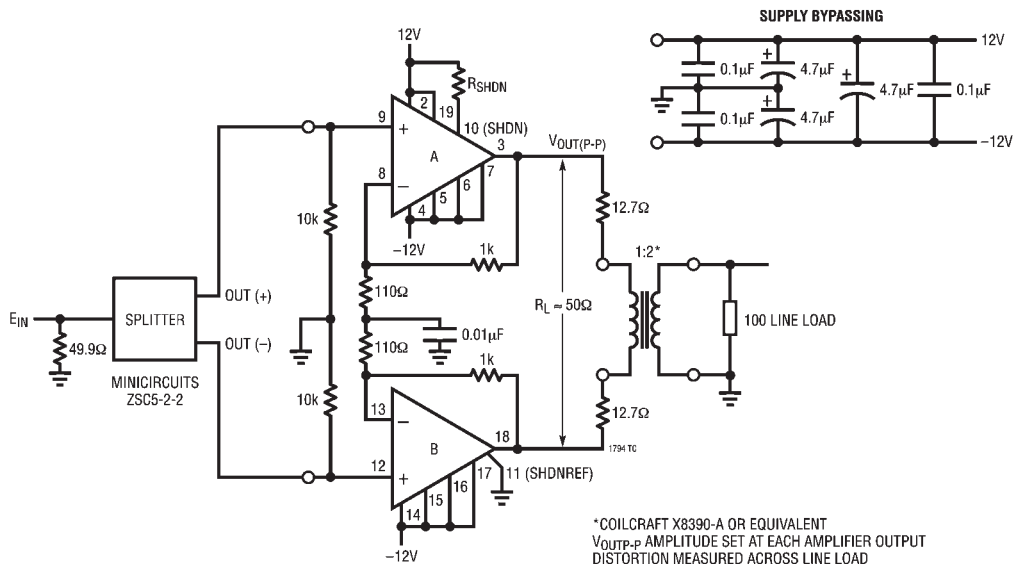 SUPPLY BYPASSING
12V
0.1µF
4.7µF
4.7µF
0.1µF
0.1µF
4.7µF
–12V
12V
RSHDN
2
19
9
+
10 (SHDN)
A
3
VOUT(P-P)
8
–
7
6
5
4
–12V
12.7Ω
10k
1k
1:2*
110Ω
EIN
SPLITTER
OUT (+)
RL ≈ 50Ω
100 LINE LOAD
49.9Ω
OUT (–)
0.01µF
110Ω
MINICIRCUITS
ZSC5-2-2
1k
10k
12.7Ω
13
–
18
1794 TC
B
12
+
17
11 (SHDNREF)
16
15
14
–12V
*COILCRAFT X8390-A OR EQUIVALENT
VOUTP-P AMPLITUDE SET AT EACH AMPLIFIER OUTPUT
DISTORTION MEASURED ACROSS LINE LOAD